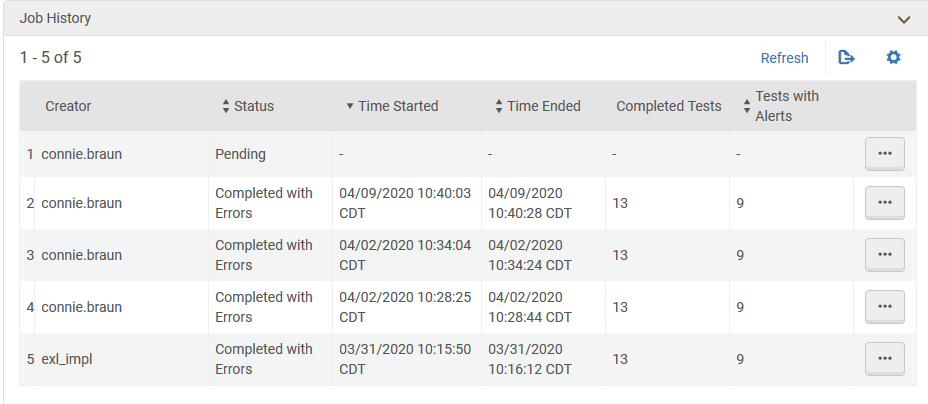 Job History
1 - 5 of 5
Refresh
Creator Status Time Started Time Ended Completed Tests Tests with
Alerts
1 connie.braun Pending - - - -
2 connie.braun Completed with 04/09/2020 10:40:03 04/09/2020 13 9
Errors CDT 10:40:28 CDT
3 connie.braun Completed with 04/02/2020 10:34:04 04/02/2020 13 9
Errors CDT 10:34:24 CDT
4 connie.braun Completed with 04/02/2020 10:28:25 04/02/2020 13 9
Errors CDT 10:28:44 CDT
5 exl_impl Completed with 03/31/2020 10:15:50 03/31/2020 13 9
Errors CDT 10:16:12 CDT